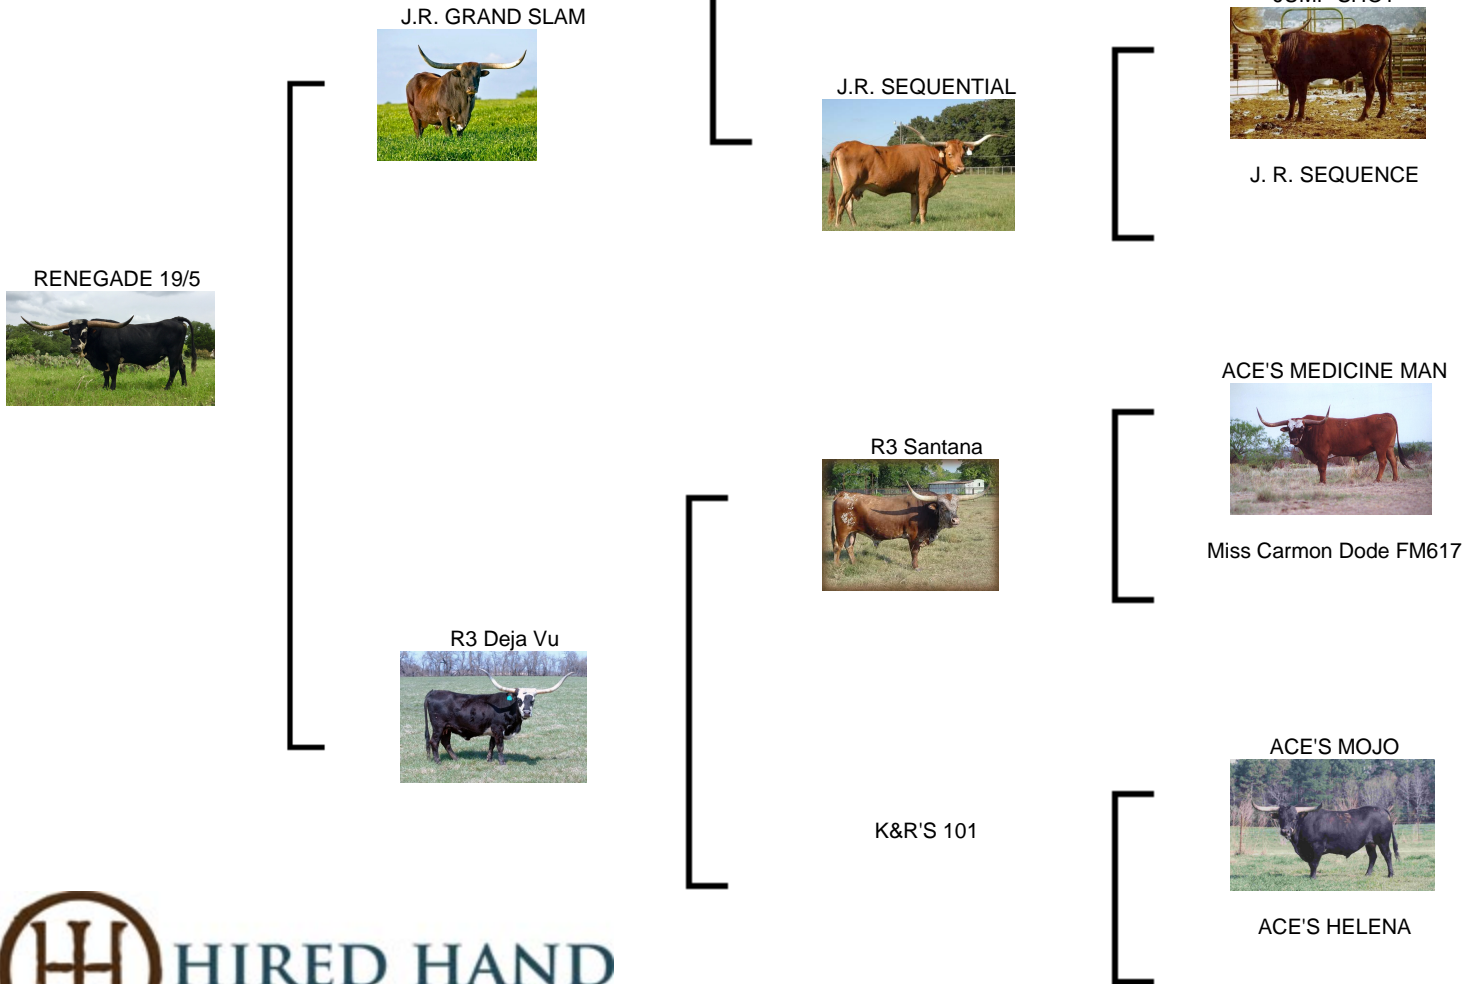 J.R. GRAND SLAM
J.R. SEQUENTIAL
J. R. SEQUENCE
RENEGADE 19/5
ACE'S MEDICINE MAN
R3 Santana
Miss Carmon Dode FM617
R3 Deja Vu
ACE'S MOJO
K&R'S 101
ACE'S HELENA
HIRED HAND